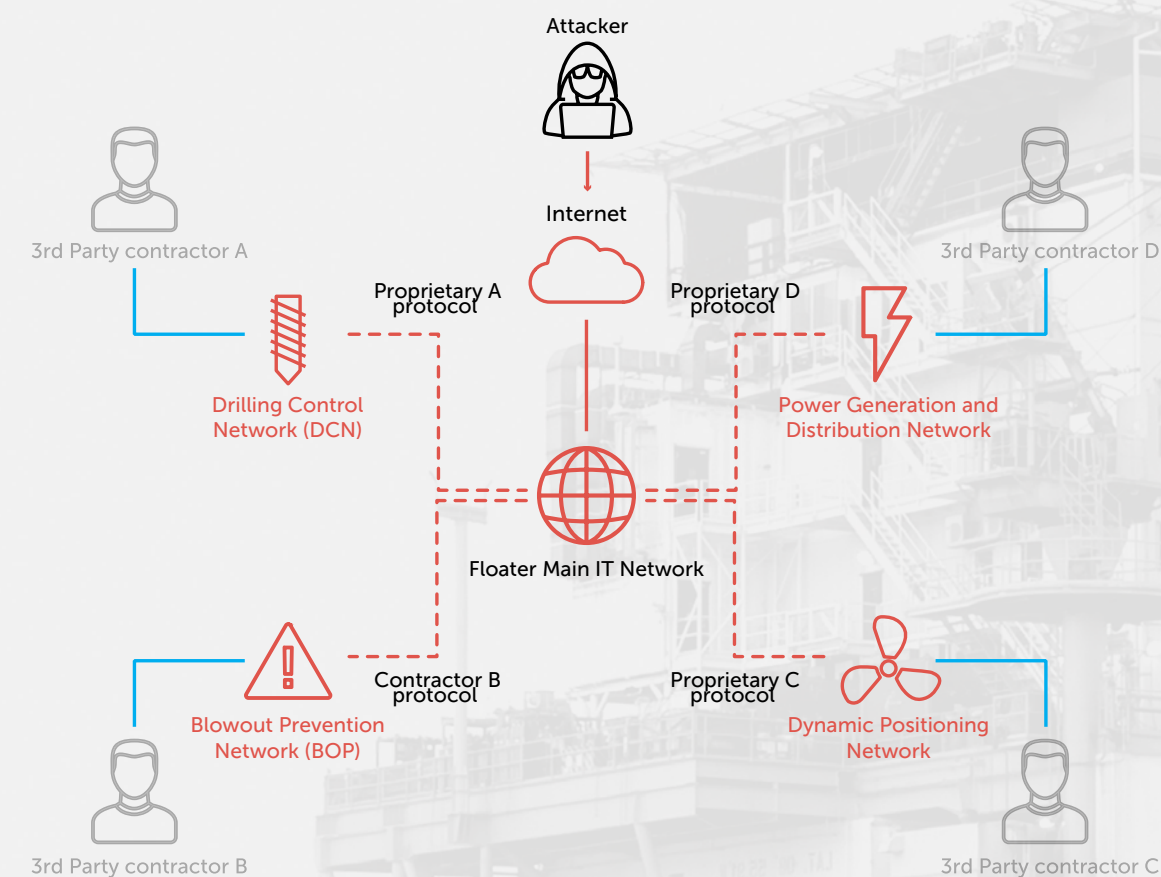 Attacker
Internet
3rd Party contractor A
3rd Party contractor D
Proprietary A
protocol
Proprietary D
protocol
Drilling Control
Network (DCN)
Power Generation and
Distribution Network
Floater Main IT Network
Contractor B
protocol
Proprietary C
protocol
Blowout Prevention
Network (BOP)
Dynamic Positioning
Network
3rd Party contractor B
3rd Party contractor C